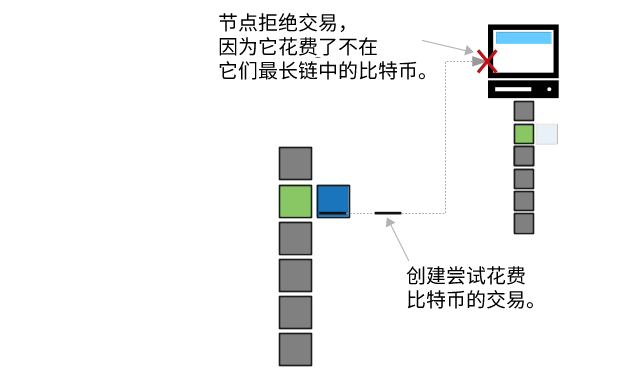 节点拒绝交易，
因为它花费了不在
它们最长链中的比特币。
创建尝试花费
比特币的交易。